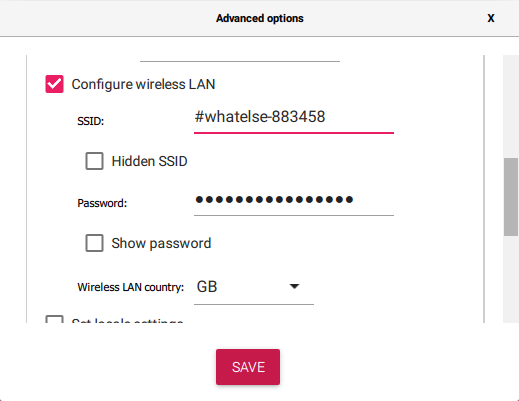 Advanced options X
Configure wireless LAN
SSID: #whatelse-883458
Hidden SSID
Password: ●●●●●●●●●●●●●●●●
Show password
Wireless LAN country: GB
Set locale settings
SAVE